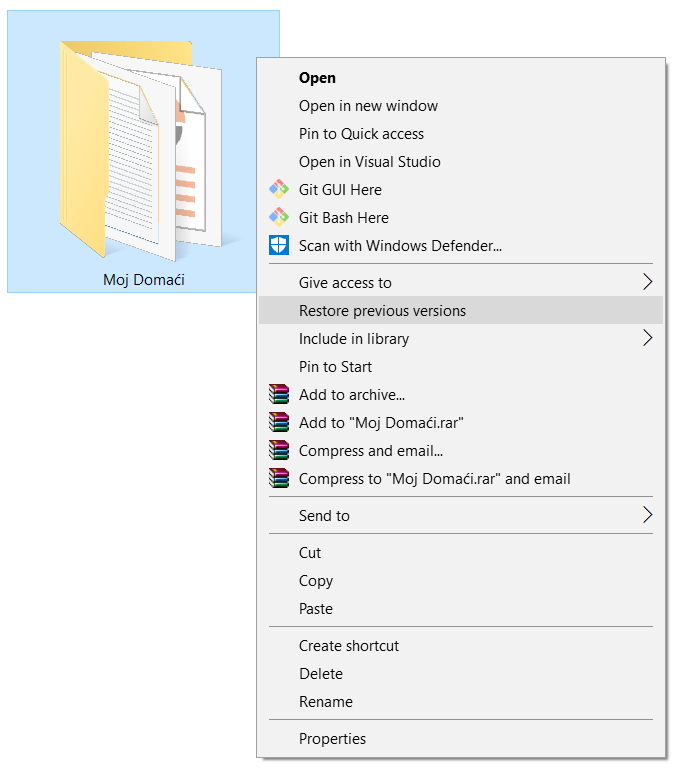 Moj Domaći
Open
Open in new window
Pin to Quick access
Open in Visual Studio
Git GUI Here
Git Bash Here
Scan with Windows Defender...
Give access to
Restore previous versions
Include in library
Pin to Start
Add to archive...
Add to "Moj Domaći.rar"
Compress and email...
Compress to "Moj Domaći.rar" and email
Send to
Cut
Copy
Paste
Create shortcut
Delete
Rename
Properties